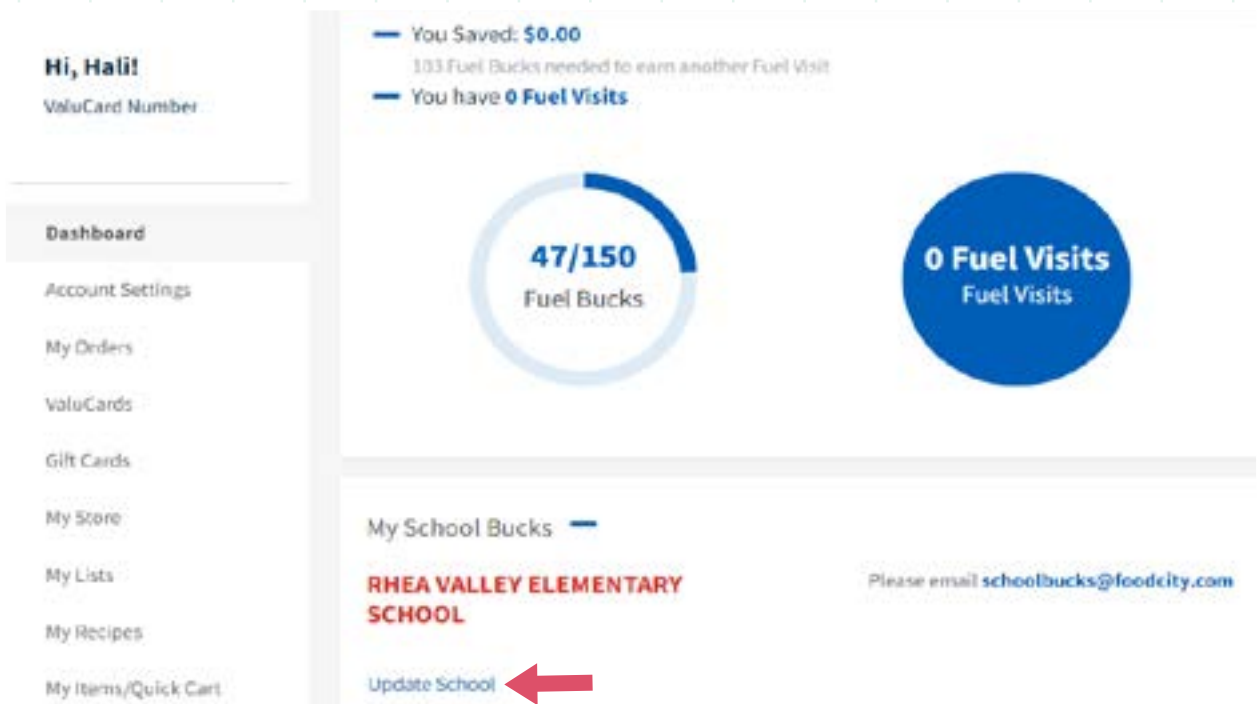 Hi, Hali!
ValuCard Number
Dashboard
Account Settings
My Orders
ValuCards
Gift Cards
My Store
My Lists
My Recipes
My Items/Quick Cart
You Saved: $0.00
103 Fuel Bucks needed to earn another Fuel Visit
You have 0 Fuel Visits
47/150
Fuel Bucks
0 Fuel Visits
Fuel Visits
My School Bucks
RHEA VALLEY ELEMENTARY
SCHOOL
Please email schoolbucks@foodcity.com
Update School